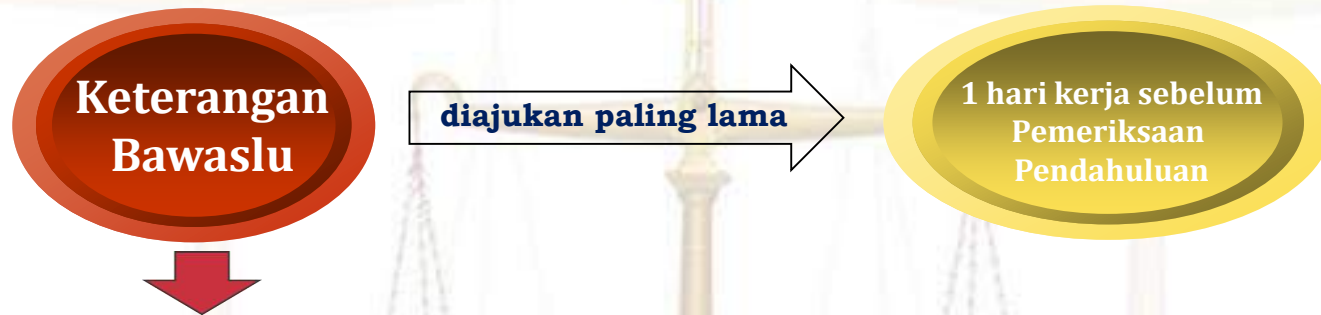 Keterangan
Bawaslu
diajukan paling lama
1 hari kerja sebelum
Pemeriksaan
Pendahuluan